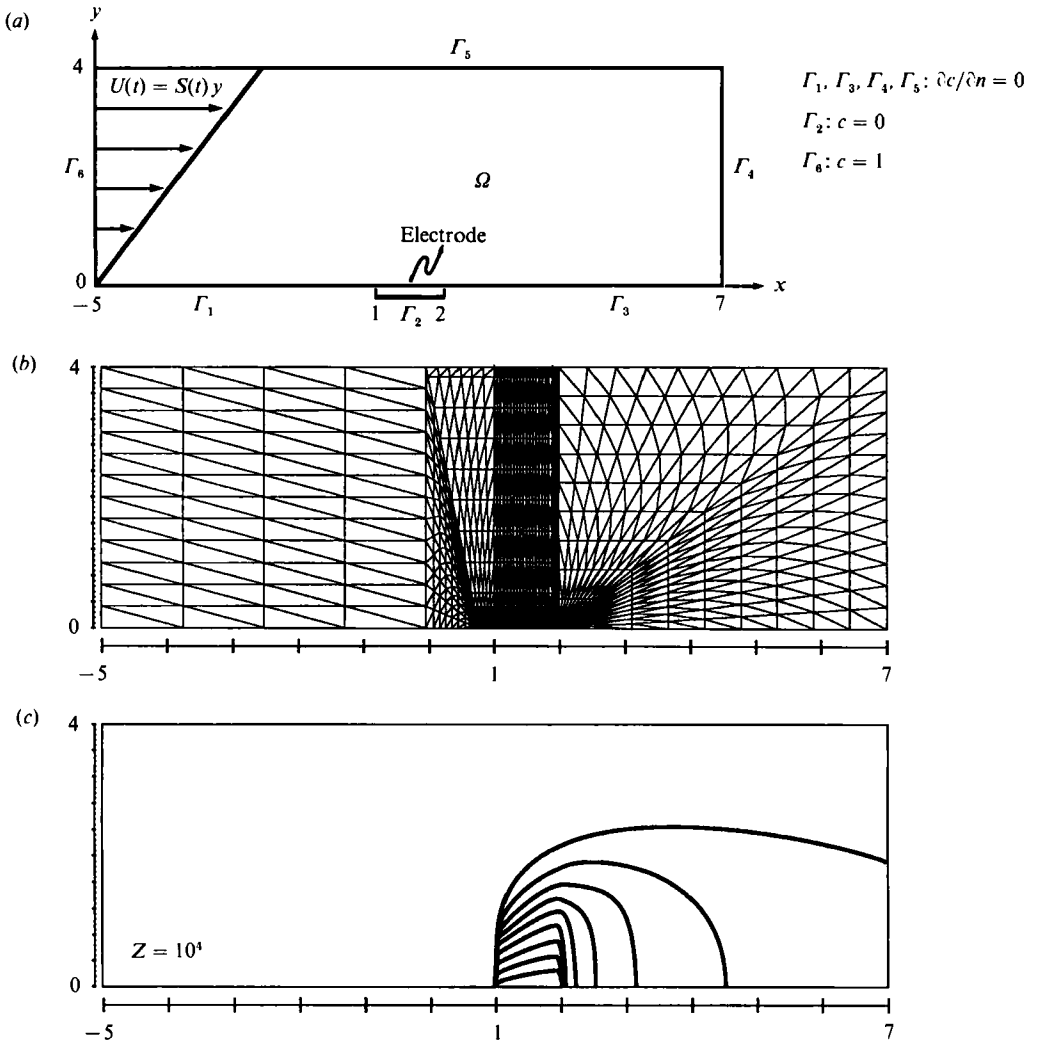 (a)
y
4
Γ₅
U(t) = S(t) y
Γ₁, Γ₃, Γ₄, Γ₅: ∂c/∂n = 0
Γ₂: c = 0
Γ₆: c = 1
Γ₆
Ω
Γ₄
Electrode
0
−5
Γ₁
1
Γ₂
2
Γ₃
7
x
(b)
4
0
−5
1
7
(c)
4
Z = 10⁴
0
−5
1
7